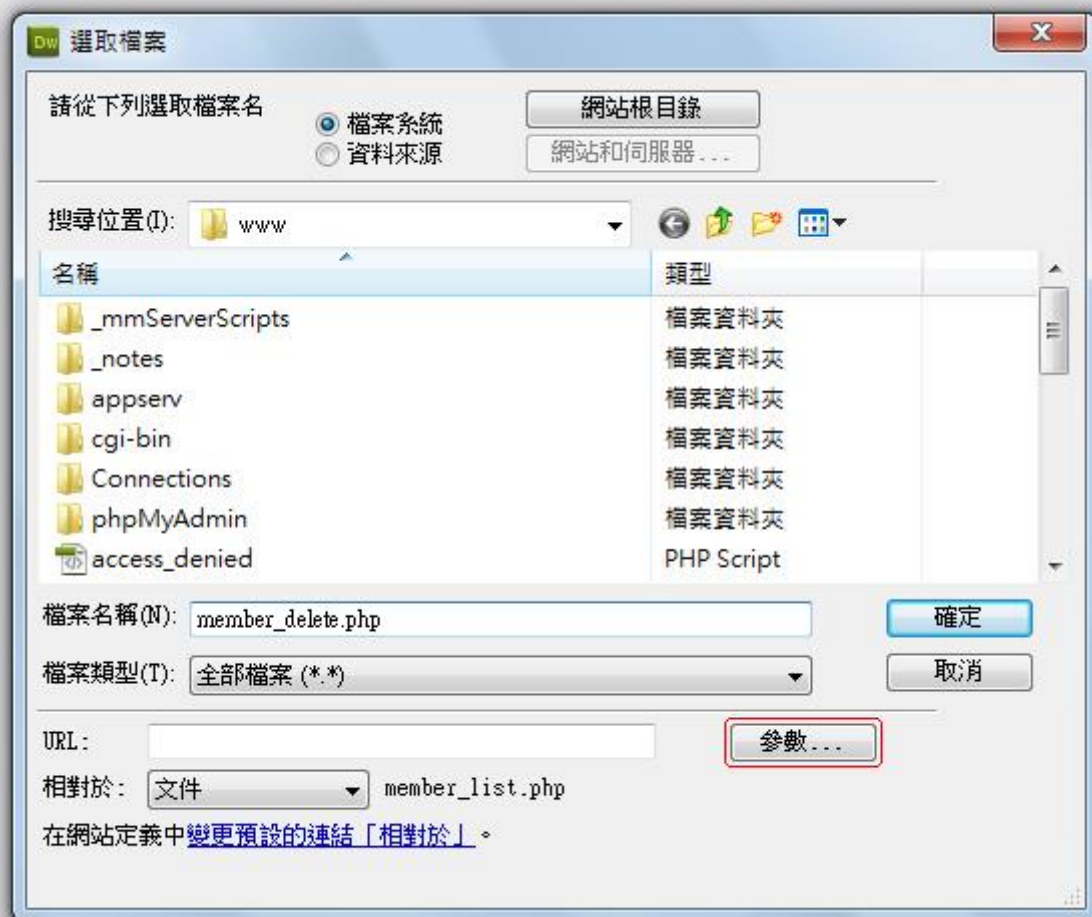 Dw 選取檔案
請從下列選取檔案名
檔案系統
資料來源
網站根目錄
網站和伺服器...
搜尋位置(I): www
名稱 類型
_mmServerScripts 檔案資料夾
_notes 檔案資料夾
appserv 檔案資料夾
cgi-bin 檔案資料夾
Connections 檔案資料夾
phpMyAdmin 檔案資料夾
access_denied PHP Script
檔案名稱(N): member_delete.php 確定
檔案類型(T): 全部檔案 (*.*) 取消
URL: 參數...
相對於: 文件 member_list.php
在網站定義中變更預設的連結「相對於」。